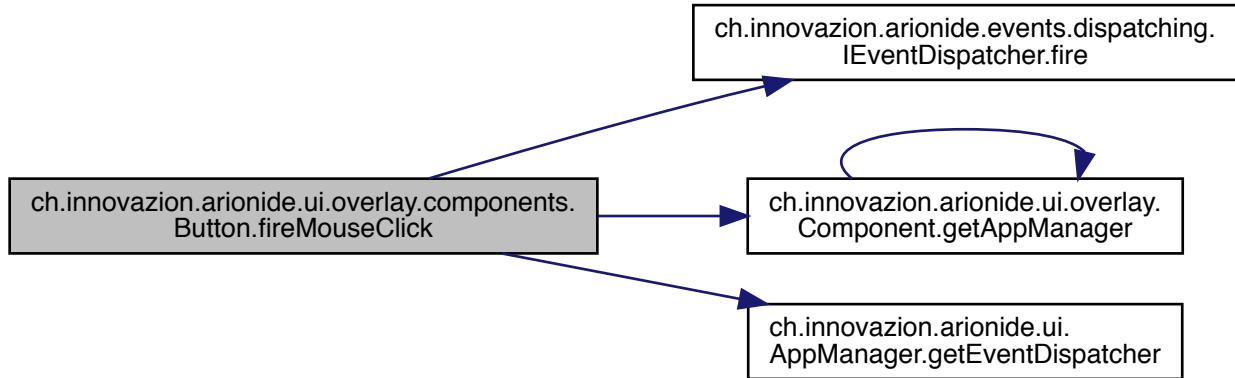 ch.innovazion.arionide.events.dispatching.
IEventDispatcher.fire
ch.innovazion.arionide.ui.overlay.components.
Button.fireMouseClick
ch.innovazion.arionide.ui.overlay.
Component.getAppManager
ch.innovazion.arionide.ui.
AppManager.getEventDispatcher